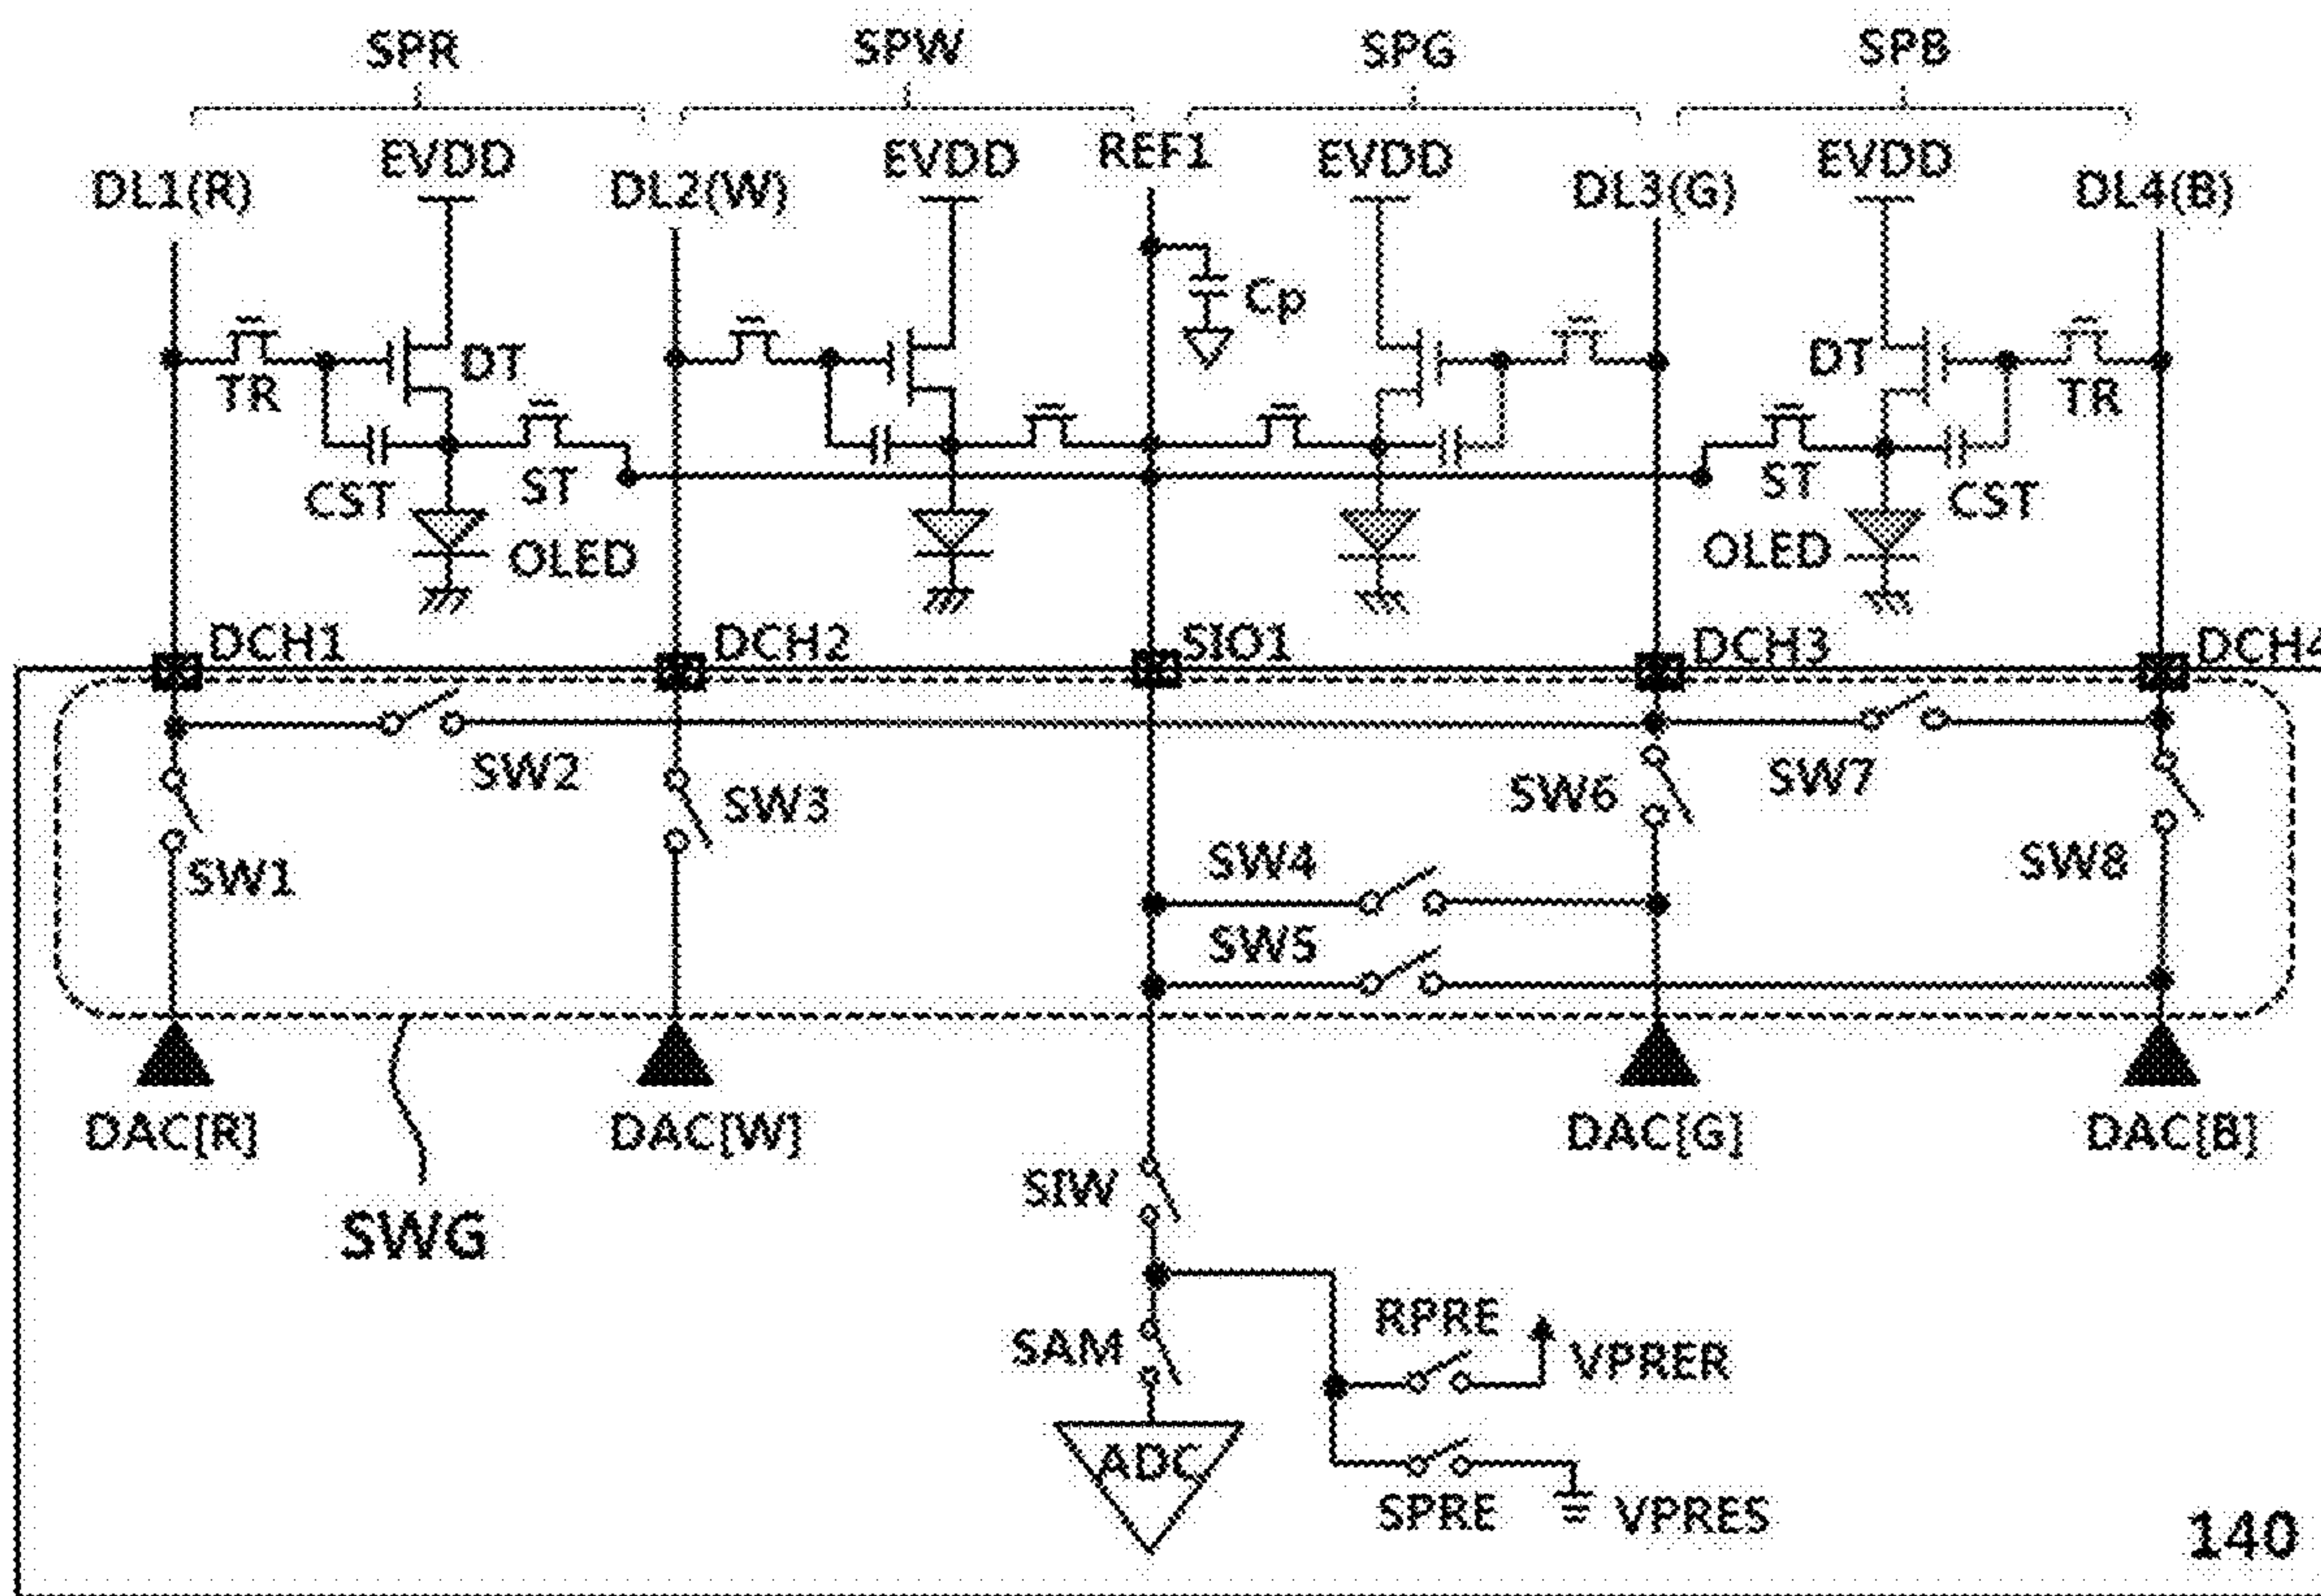 SPR SPW SPG SPB
EVDD EVDD REF1 EVDD EVDD
DL1(R) DL2(W) DL3(G) DL4(B)
Cp
TR DT DT TR
CST ST ST CST
OLED OLED
DCH1 DCH2 SIO1 DCH3 DCH4
SW2 SW3 SW6 SW7
SW1 SW4 SW8
SW5
DAC[R] DAC[W] DAC[G] DAC[B]
SWG SIW
RPRE
SAM VPRER
ADC
SPRE VPRES
140